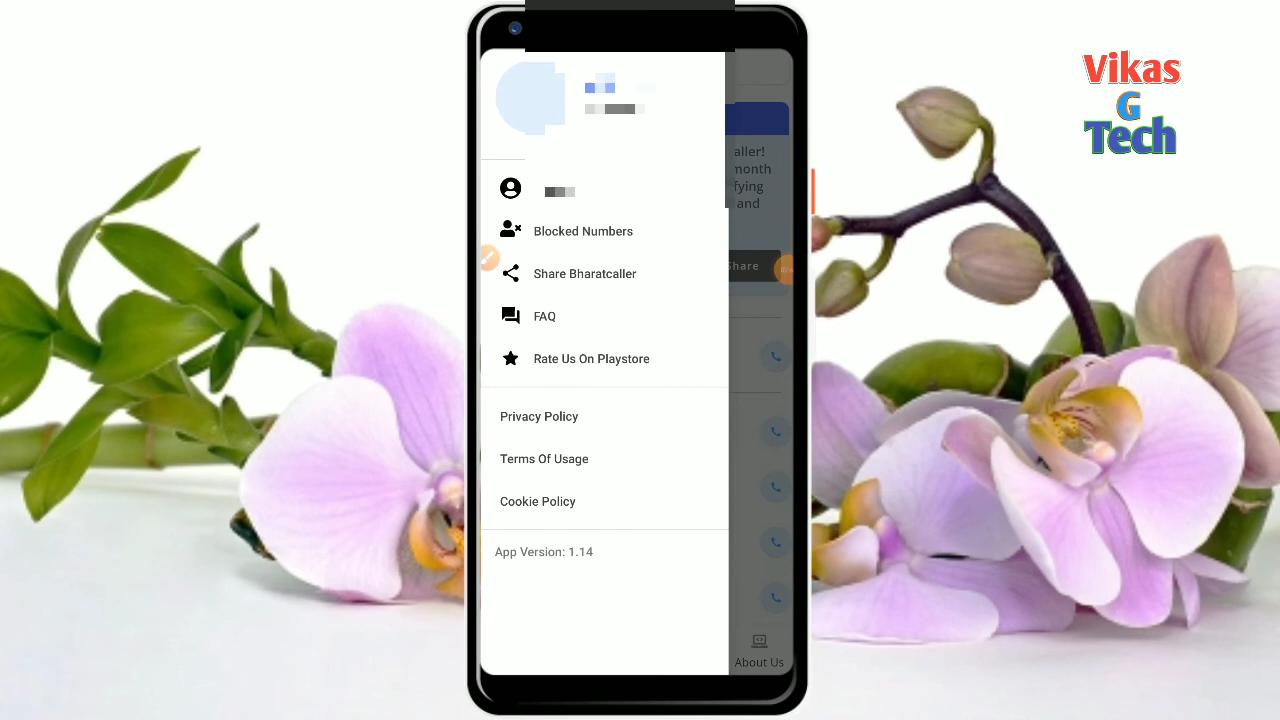 Vikas
G
Tech
aller!
month
fying
and
Share
Blocked Numbers
Share Bharatcaller
FAQ
Rate Us On Playstore
Privacy Policy
Terms Of Usage
Cookie Policy
App Version: 1.14
About Us